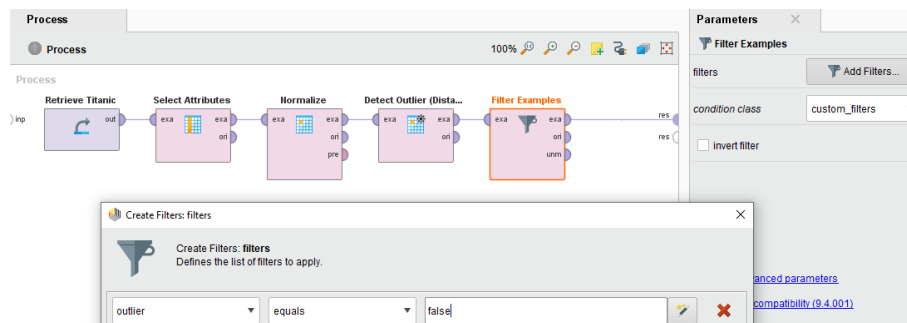 Process
Parameters
Process
100%
Filter Examples
Process
filters
Add Filters...
Retrieve Titanic
Select Attributes
Normalize
Detect Outlier (Dista...
Filter Examples
inp
out
exa
exa
ori
exa
exa
ori
pre
exa
exa
ori
exa
exa
ori
unm
res
res
condition class
custom_filters
invert filter
Create Filters: filters
Create Filters: filters
Defines the list of filters to apply.
anced parameters
compatibility (9.4.001)
outlier
equals
false